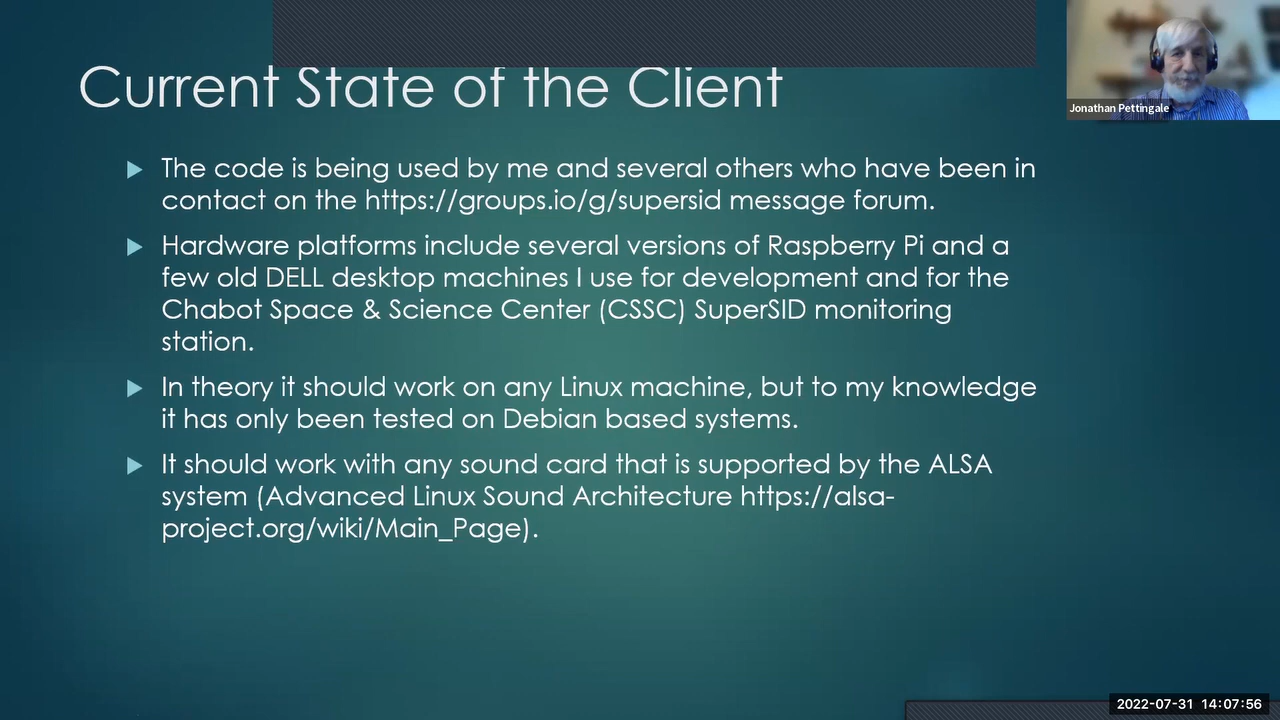 Current State of the Client
Jonathan Pettingale
The code is being used by me and several others who have been in
contact on the https://groups.io/g/supersid message forum.
Hardware platforms include several versions of Raspberry Pi and a
few old DELL desktop machines I use for development and for the
Chabot Space & Science Center (CSSC) SuperSID monitoring
station.
In theory it should work on any Linux machine, but to my knowledge
it has only been tested on Debian based systems.
It should work with any sound card that is supported by the ALSA
system (Advanced Linux Sound Architecture https://alsa-
project.org/wiki/Main_Page).
2022-07-31 14:07:56